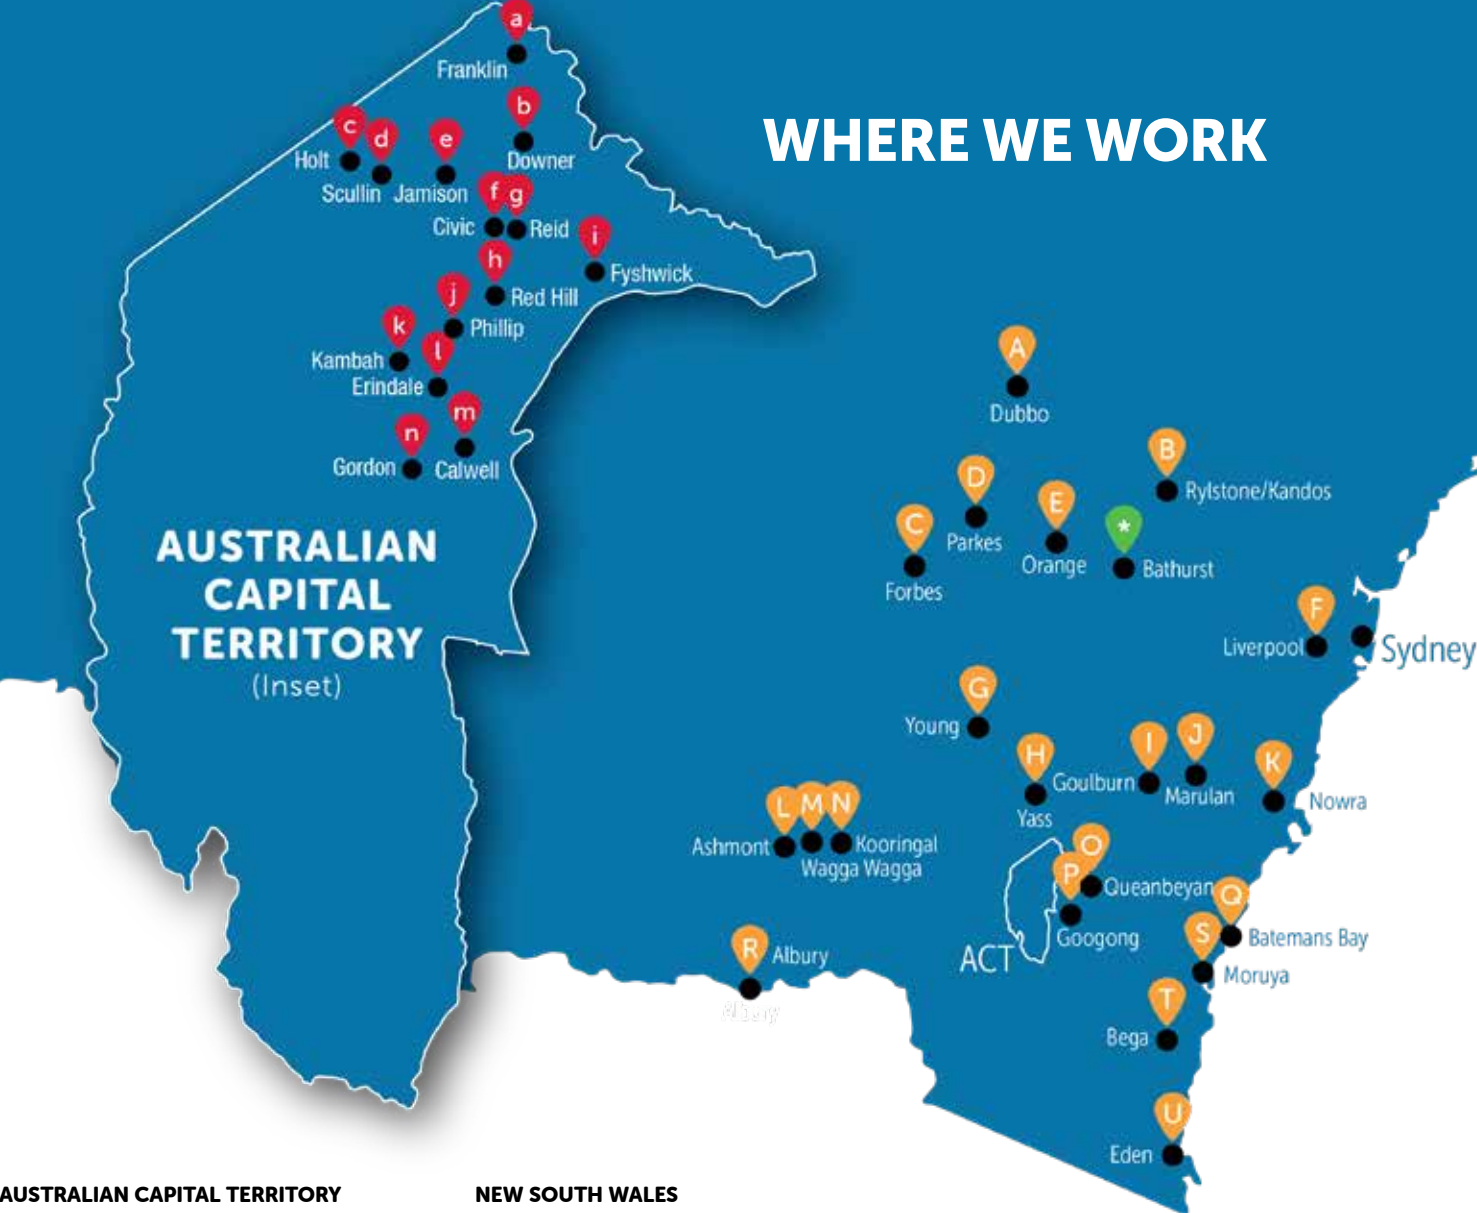 a
Franklin
WHERE WE WORK
b
Downer
c
Holt
d
Scullin
e
Jamison
f
Civic
g
Reid
i
Fyshwick
h
Red Hill
j
Phillip
k
Kambah
l
Erindale
m
Calwell
n
Gordon
AUSTRALIAN
CAPITAL
TERRITORY
(Inset)
A
Dubbo
B
Rylstone/Kandos
D
Parkes
E
Orange
C
Forbes
*
Bathurst
F
Liverpool
Sydney
G
Young
H
Yass
I
Goulburn
J
Marulan
K
Nowra
L
Ashmont
M
Wagga Wagga
N
Kooringal
O
Queanbeyan
P
Googong
ACT
Q
Batemans Bay
S
Moruya
R
Albury
Albury
T
Bega
U
Eden
AUSTRALIAN CAPITAL TERRITORY
NEW SOUTH WALES